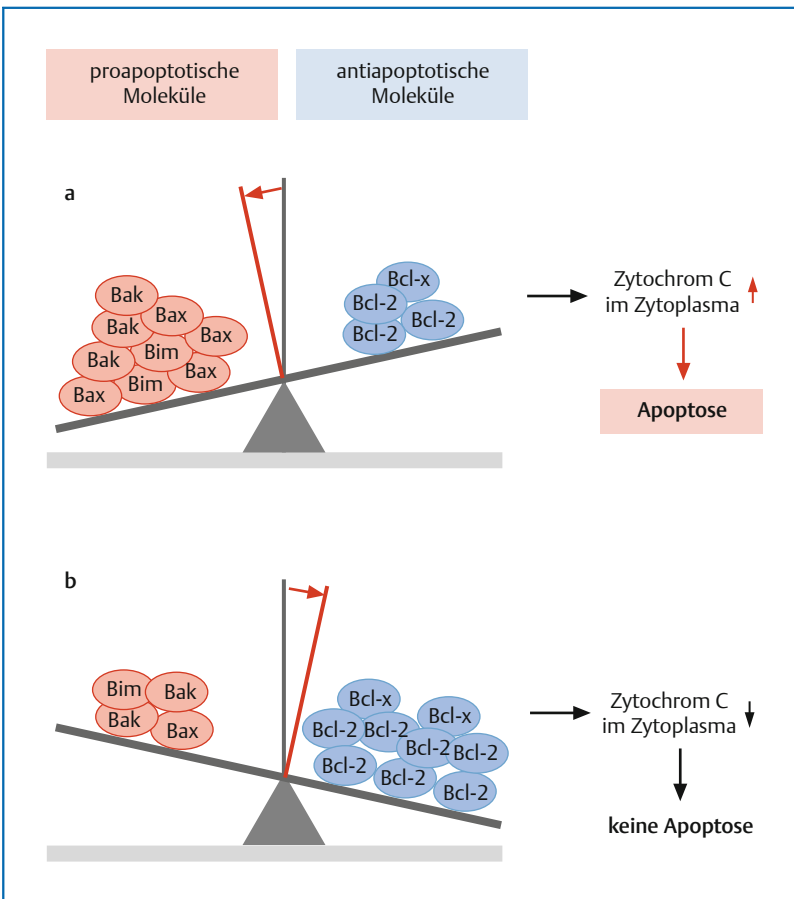 proapoptotische
Moleküle
antiapoptotische
Moleküle
a
Bak
Bak
Bax
Bax
Bak
Bim
Bax
Bax
Bim
Bcl-x
Bcl-2
Bcl-2
Bcl-2
Zytochrom C
im Zytoplasma
Apoptose
b
Bim
Bak
Bak
Bax
Bcl-x
Bcl-x
Bcl-2
Bcl-2
Bcl-2
Bcl-2
Bcl-2
Bcl-2
Bcl-2
Zytochrom C
im Zytoplasma
keine Apoptose